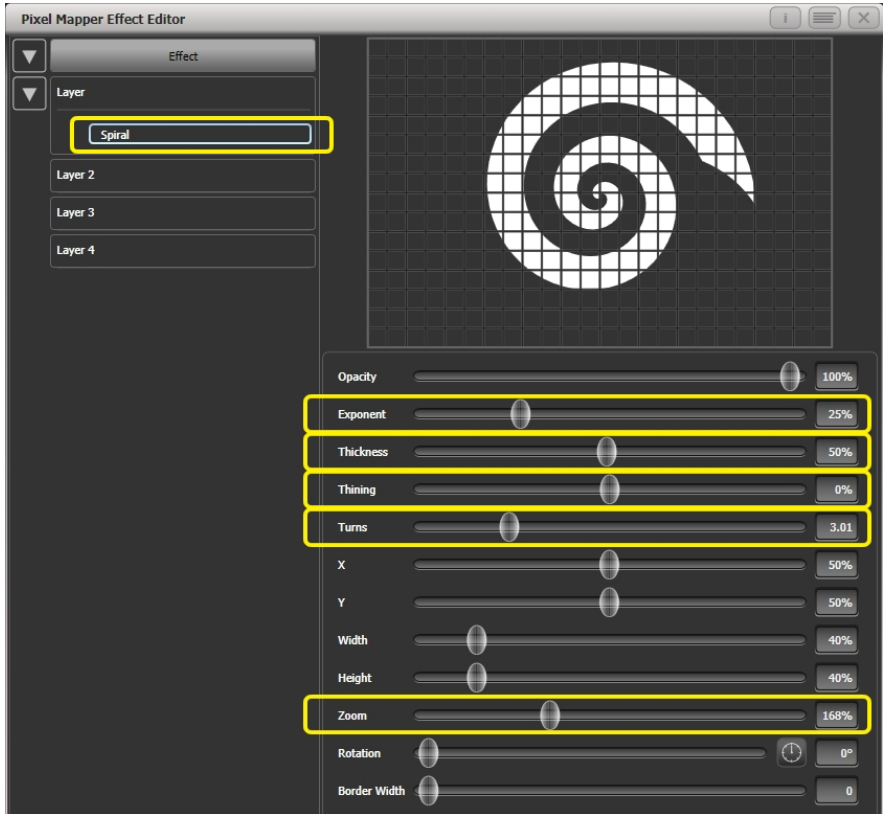 Pixel Mapper Effect Editor
i
Effect
Layer
Spiral
Layer 2
Layer 3
Layer 4
Opacity 100%
Exponent 25%
Thickness 50%
Thining 0%
Turns 3.01
X 50%
Y 50%
Width 40%
Height 40%
Zoom 168%
Rotation 0°
Border Width 0